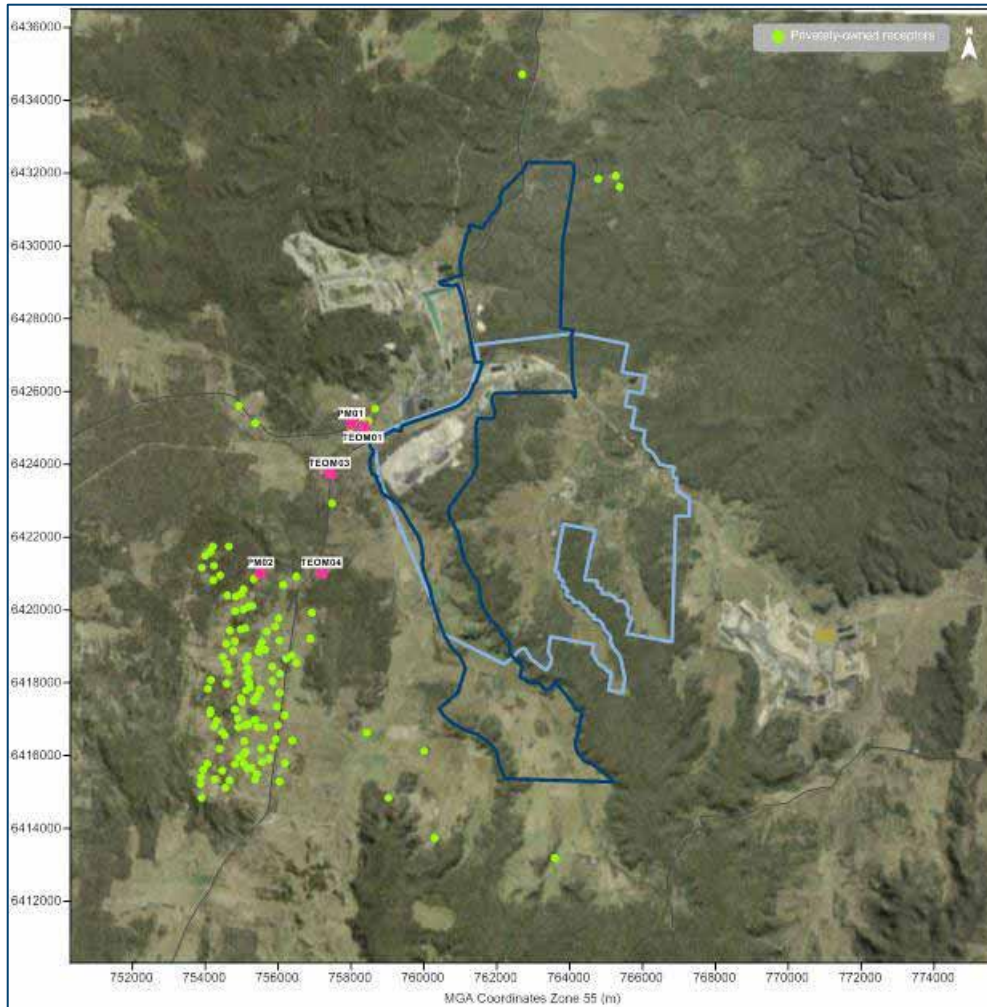 6436000
Privately-owned receptors
N
6434000
6432000
6430000
6428000
6426000
PM01
TEOM01
6424000
TEOM03
6422000
PM02 TEOM04
6420000
6418000
6416000
6414000
6412000
752000 754000 756000 758000 760000 762000 764000 766000 768000 770000 772000 774000
MGA Coordinates Zone 55 (m)